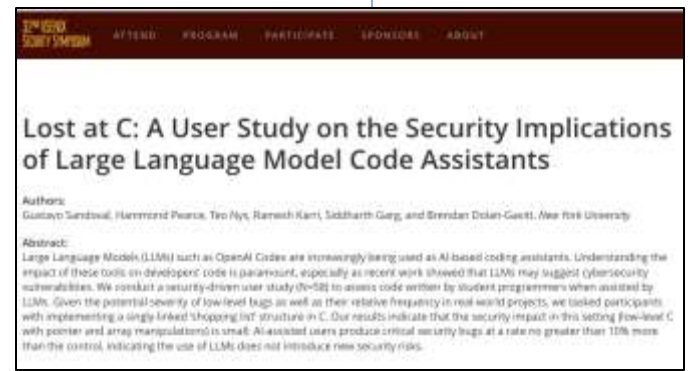 32ND USENIX
SECURITY SYMPOSIUM
ATTEND PROGRAM PARTICIPATE SPONSORS ABOUT
Lost at C: A User Study on the Security Implications
of Large Language Model Code Assistants
Authors:
Gustavo Sandoval, Hammond Pearce, Teo Nys, Ramesh Karri, Siddharth Garg, and Brendan Dolan-Gavitt, New York University
Abstract:
Large Language Models (LLMs) such as OpenAI Codex are increasingly being used as AI-based coding assistants. Understanding the
impact of these tools on developers' code is paramount, especially as recent work showed that LLMs may suggest cybersecurity
vulnerabilities. We conduct a security-driven user study (N=58) to assess code written by student programmers when assisted by
LLMs. Given the potential severity of low-level bugs as well as their relative frequency in real-world projects, we tasked participants
with implementing a singly-linked 'shopping list' structure in C. Our results indicate that the security impact in this setting (low-level C
with pointer and array manipulations) is small: AI-assisted users produce critical security bugs at a rate no greater than 10% more
than the control, indicating the use of LLMs does not introduce new security risks.